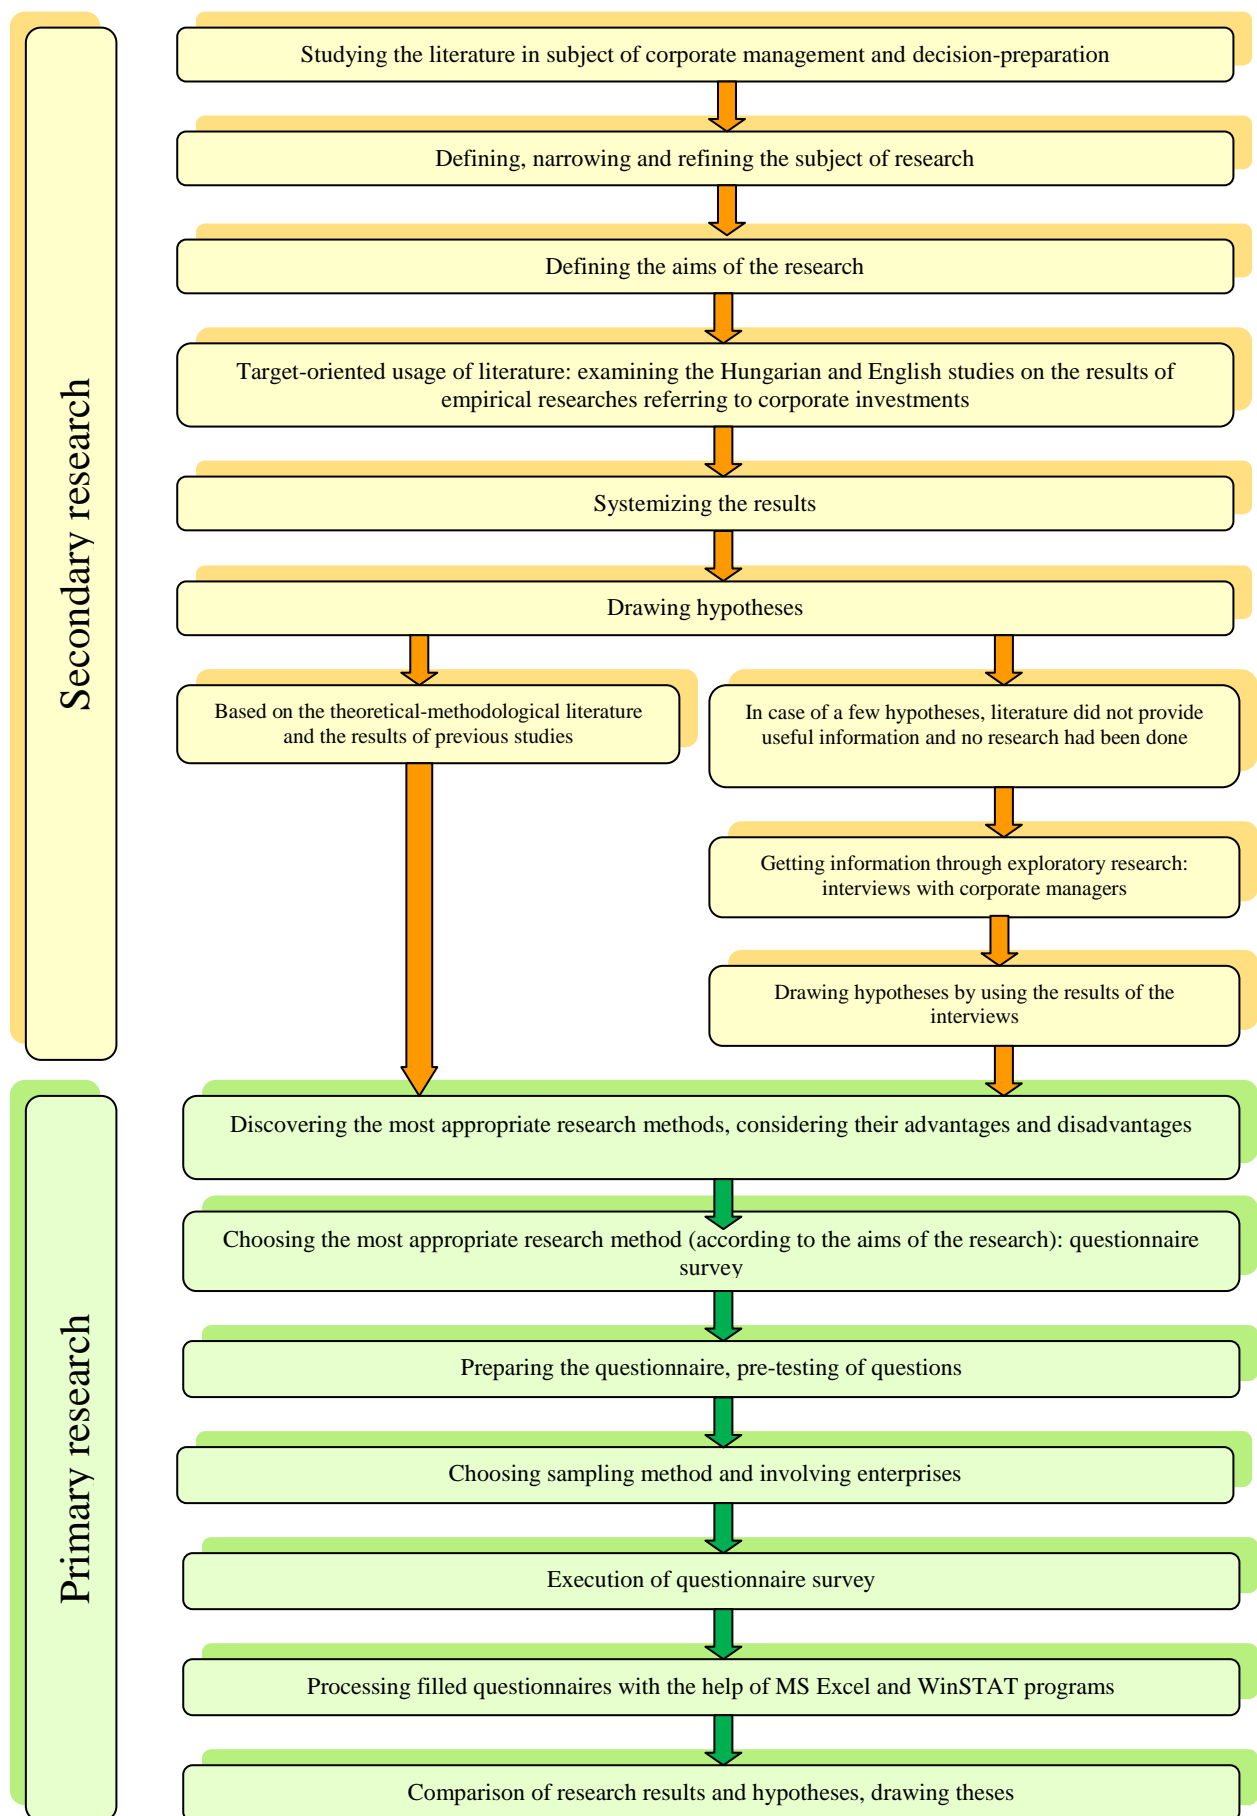 Secondary research
Studying the literature in subject of corporate management and decision-preparation
Defining, narrowing and refining the subject of research
Defining the aims of the research
Target-oriented usage of literature: examining the Hungarian and English studies on the results of
empirical researches referring to corporate investments
Systemizing the results
Drawing hypotheses
Based on the theoretical-methodological literature
and the results of previous studies
In case of a few hypotheses, literature did not provide
useful information and no research had been done
Getting information through exploratory research:
interviews with corporate managers
Drawing hypotheses by using the results of the
interviews
Primary research
Discovering the most appropriate research methods, considering their advantages and disadvantages
Choosing the most appropriate research method (according to the aims of the research): questionnaire
survey
Preparing the questionnaire, pre-testing of questions
Choosing sampling method and involving enterprises
Execution of questionnaire survey
Processing filled questionnaires with the help of MS Excel and WinSTAT programs
Comparison of research results and hypotheses, drawing theses